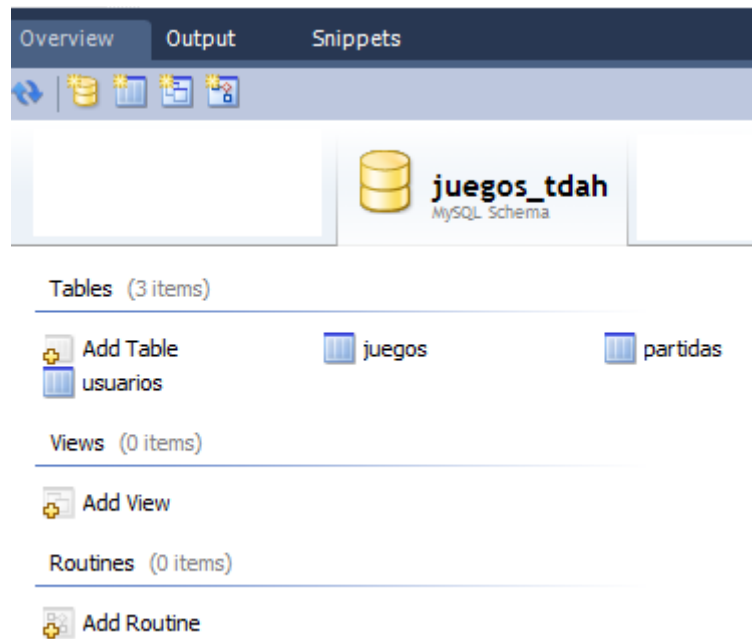 Overview Output Snippets
juegos_tdah
MySQL Schema
Tables (3 items)
Add Table juegos partidas
usuarios
Views (0 items)
Add View
Routines (0 items)
Add Routine